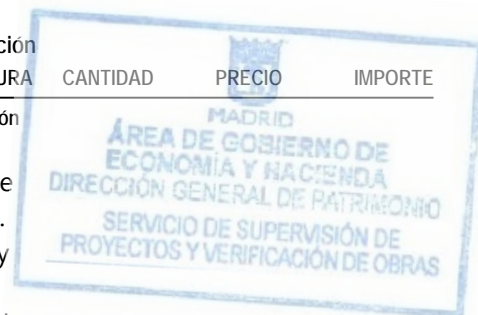 ción
URA CANTIDAD PRECIO IMPORTE
ón
MADRID
ÁREA DE GOBIERNO DE
ECONOMÍA Y HACIENDA
e
DIRECCIÓN GENERAL DE PATRIMONIO
.
SERVICIO DE SUPERVISIÓN DE
y
PROYECTOS Y VERIFICACIÓN DE OBRAS